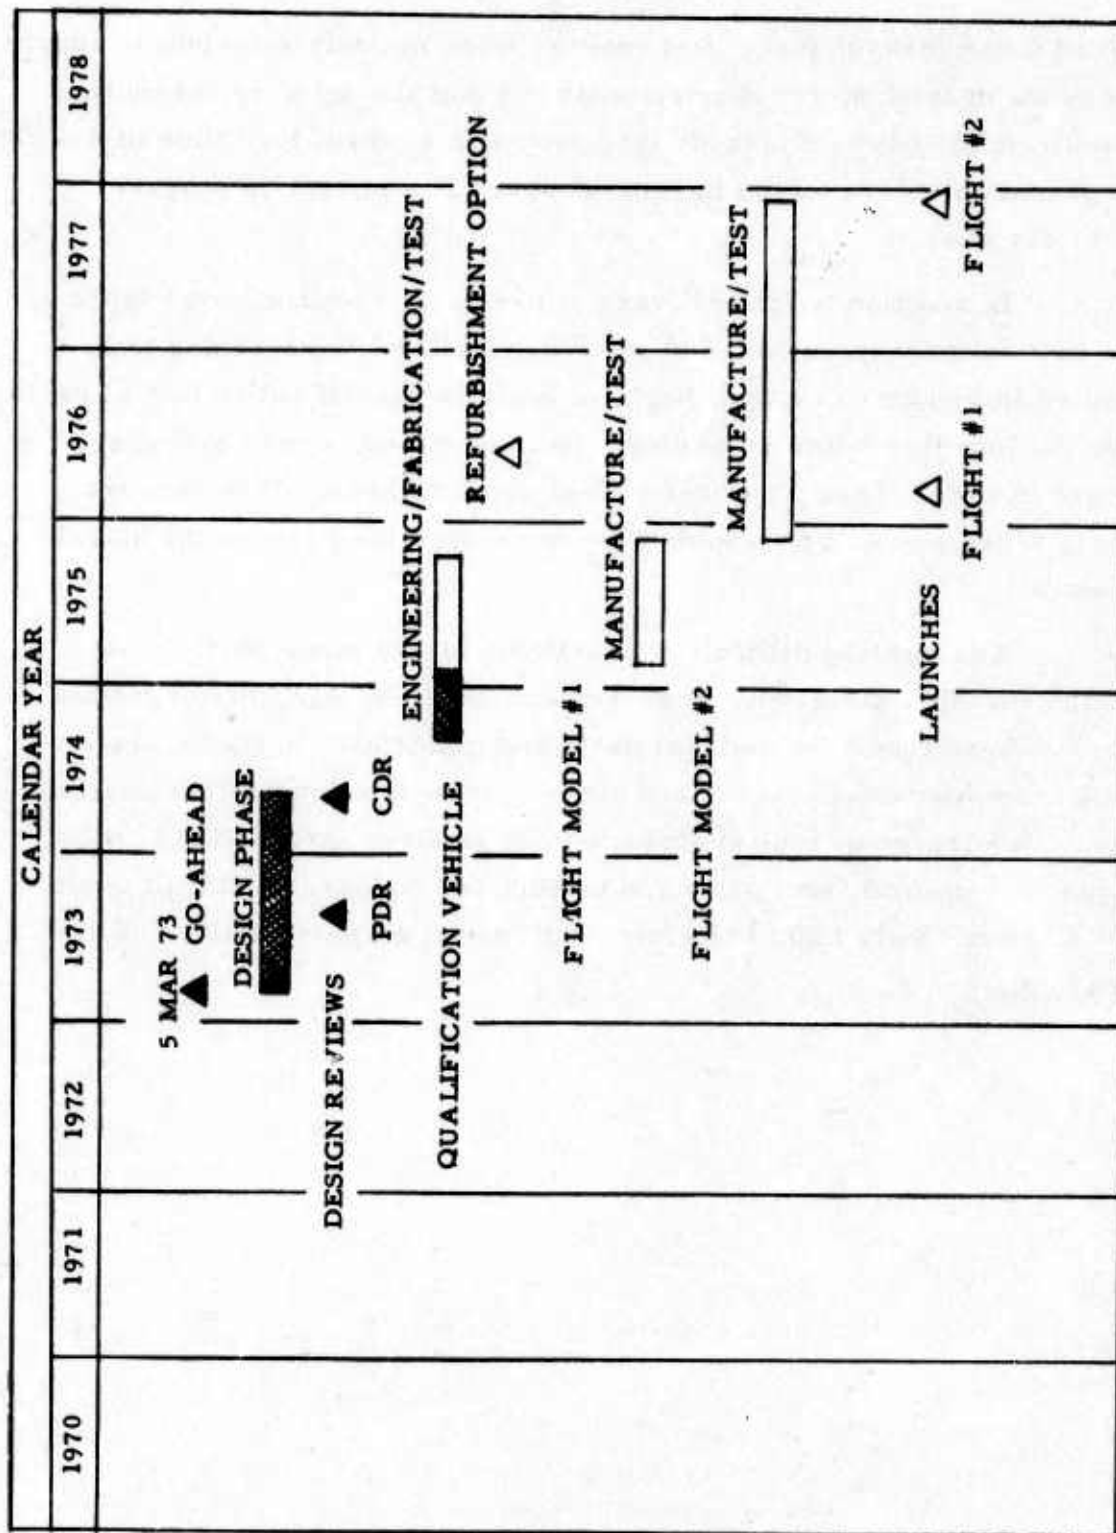 CALENDAR YEAR
1970 1971 1972 1973 1974 1975 1976 1977 1978
5 MAR 73
GO-AHEAD
DESIGN PHASE
DESIGN REVIEWS
PDR CDR
ENGINEERING/FABRICATION/TEST
QUALIFICATION VEHICLE
REFURBISHMENT OPTION
FLIGHT MODEL #1
MANUFACTURE/TEST
FLIGHT MODEL #2
MANUFACTURE/TEST
LAUNCHES
FLIGHT #1 FLIGHT #2